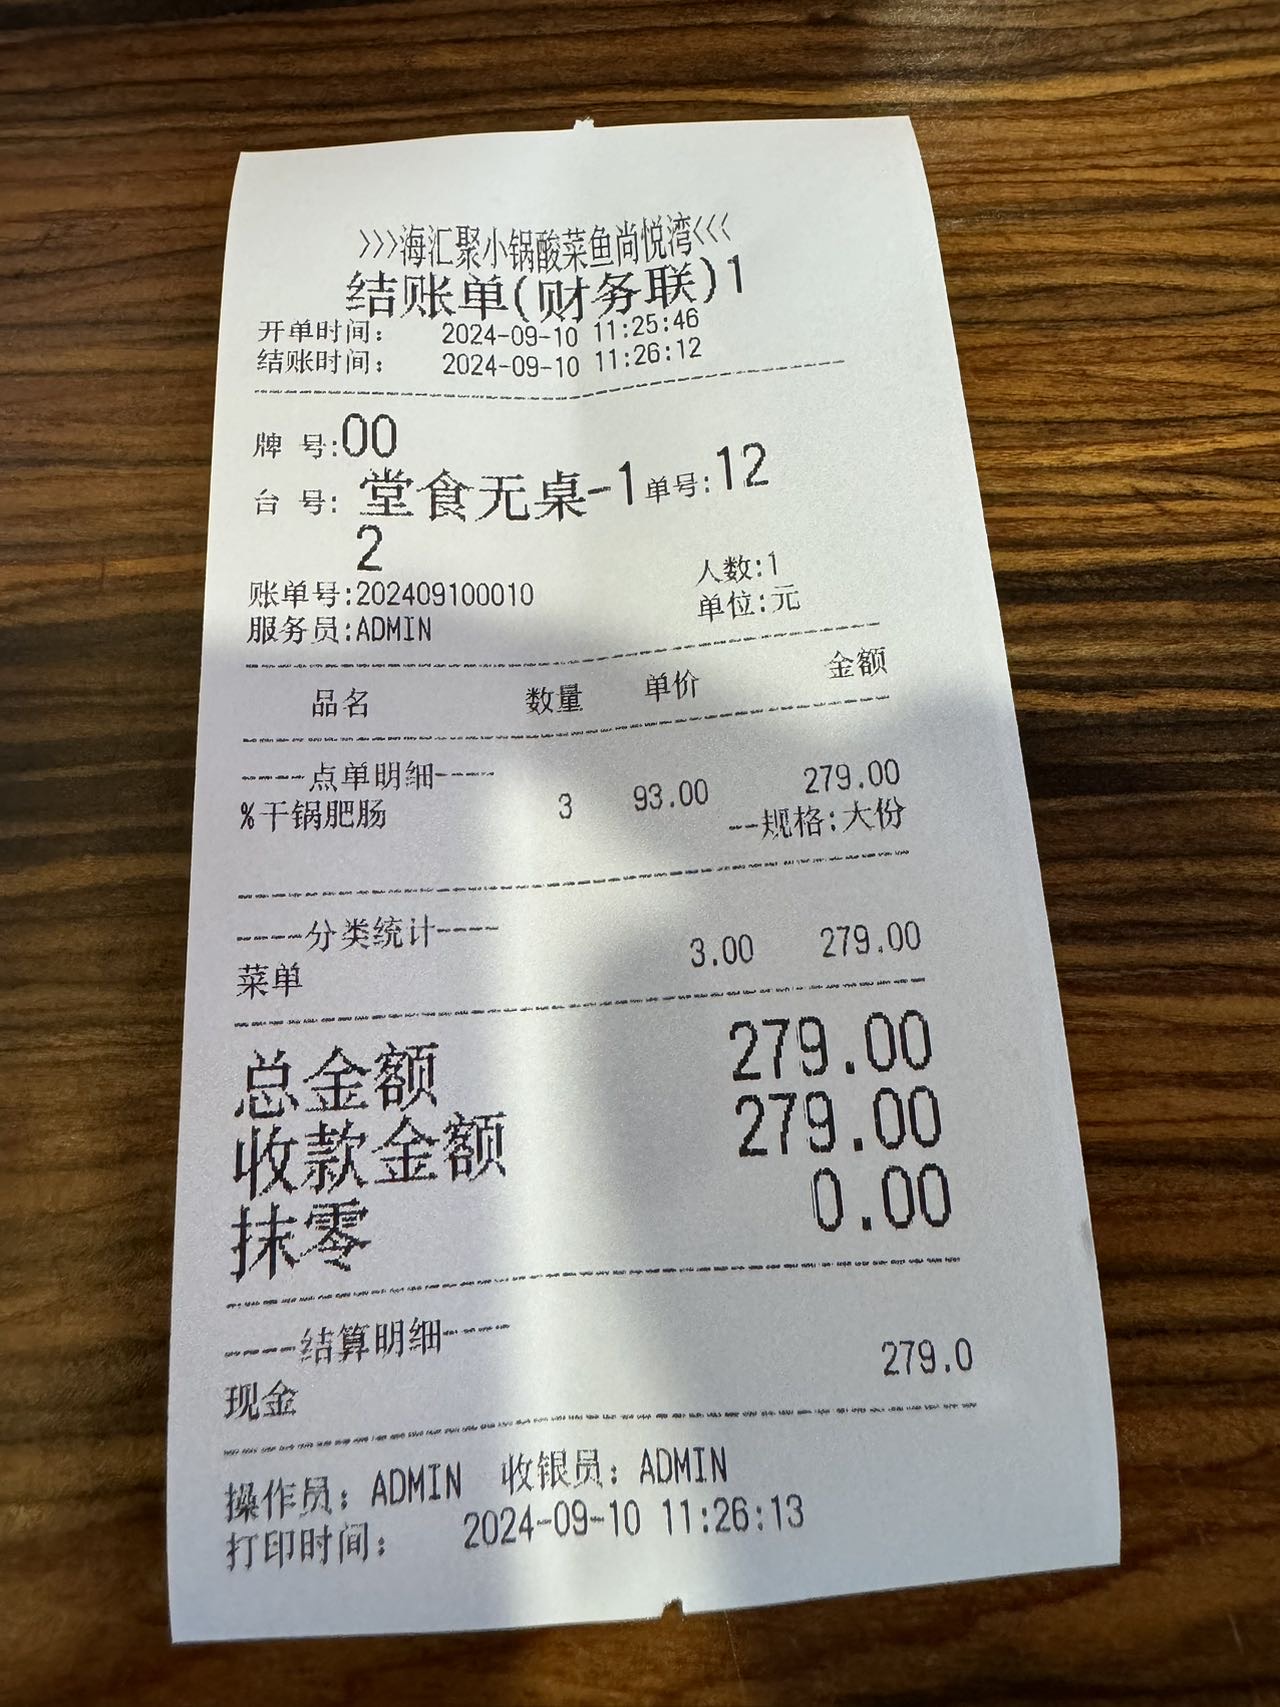 >>>海汇聚小锅酸菜鱼尚悦湾<<<
结账单(财务联)1
开单时间： 2024-09-10 11:25:46
结账时间： 2024-09-10 11:26:12
牌 号:00
台 号: 堂食无桌-1 单号:12
2
账单号:202409100010 人数:1
服务员:ADMIN 单位:元
品名 数量 单价 金额
----点单明细----
%干锅肥肠 3 93.00 279.00
--规格:大份
----分类统计----
菜单 3.00 279.00
总金额 279.00
收款金额 279.00
抹零 0.00
----结算明细----
现金 279.0
操作员：ADMIN 收银员：ADMIN
打印时间： 2024-09-10 11:26:13